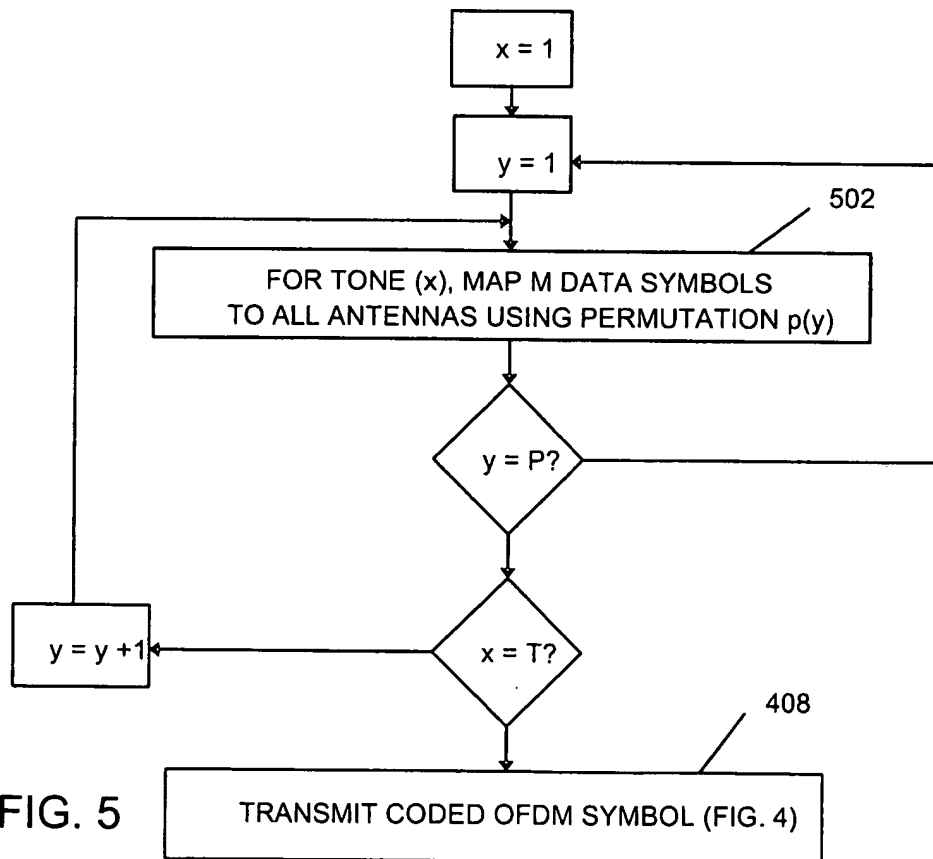 x = 1
y = 1
502
FOR TONE (x), MAP M DATA SYMBOLS
TO ALL ANTENNAS USING PERMUTATION p(y)
y = P?
x = T?
y = y +1
408
TRANSMIT CODED OFDM SYMBOL (FIG. 4)
FIG. 5